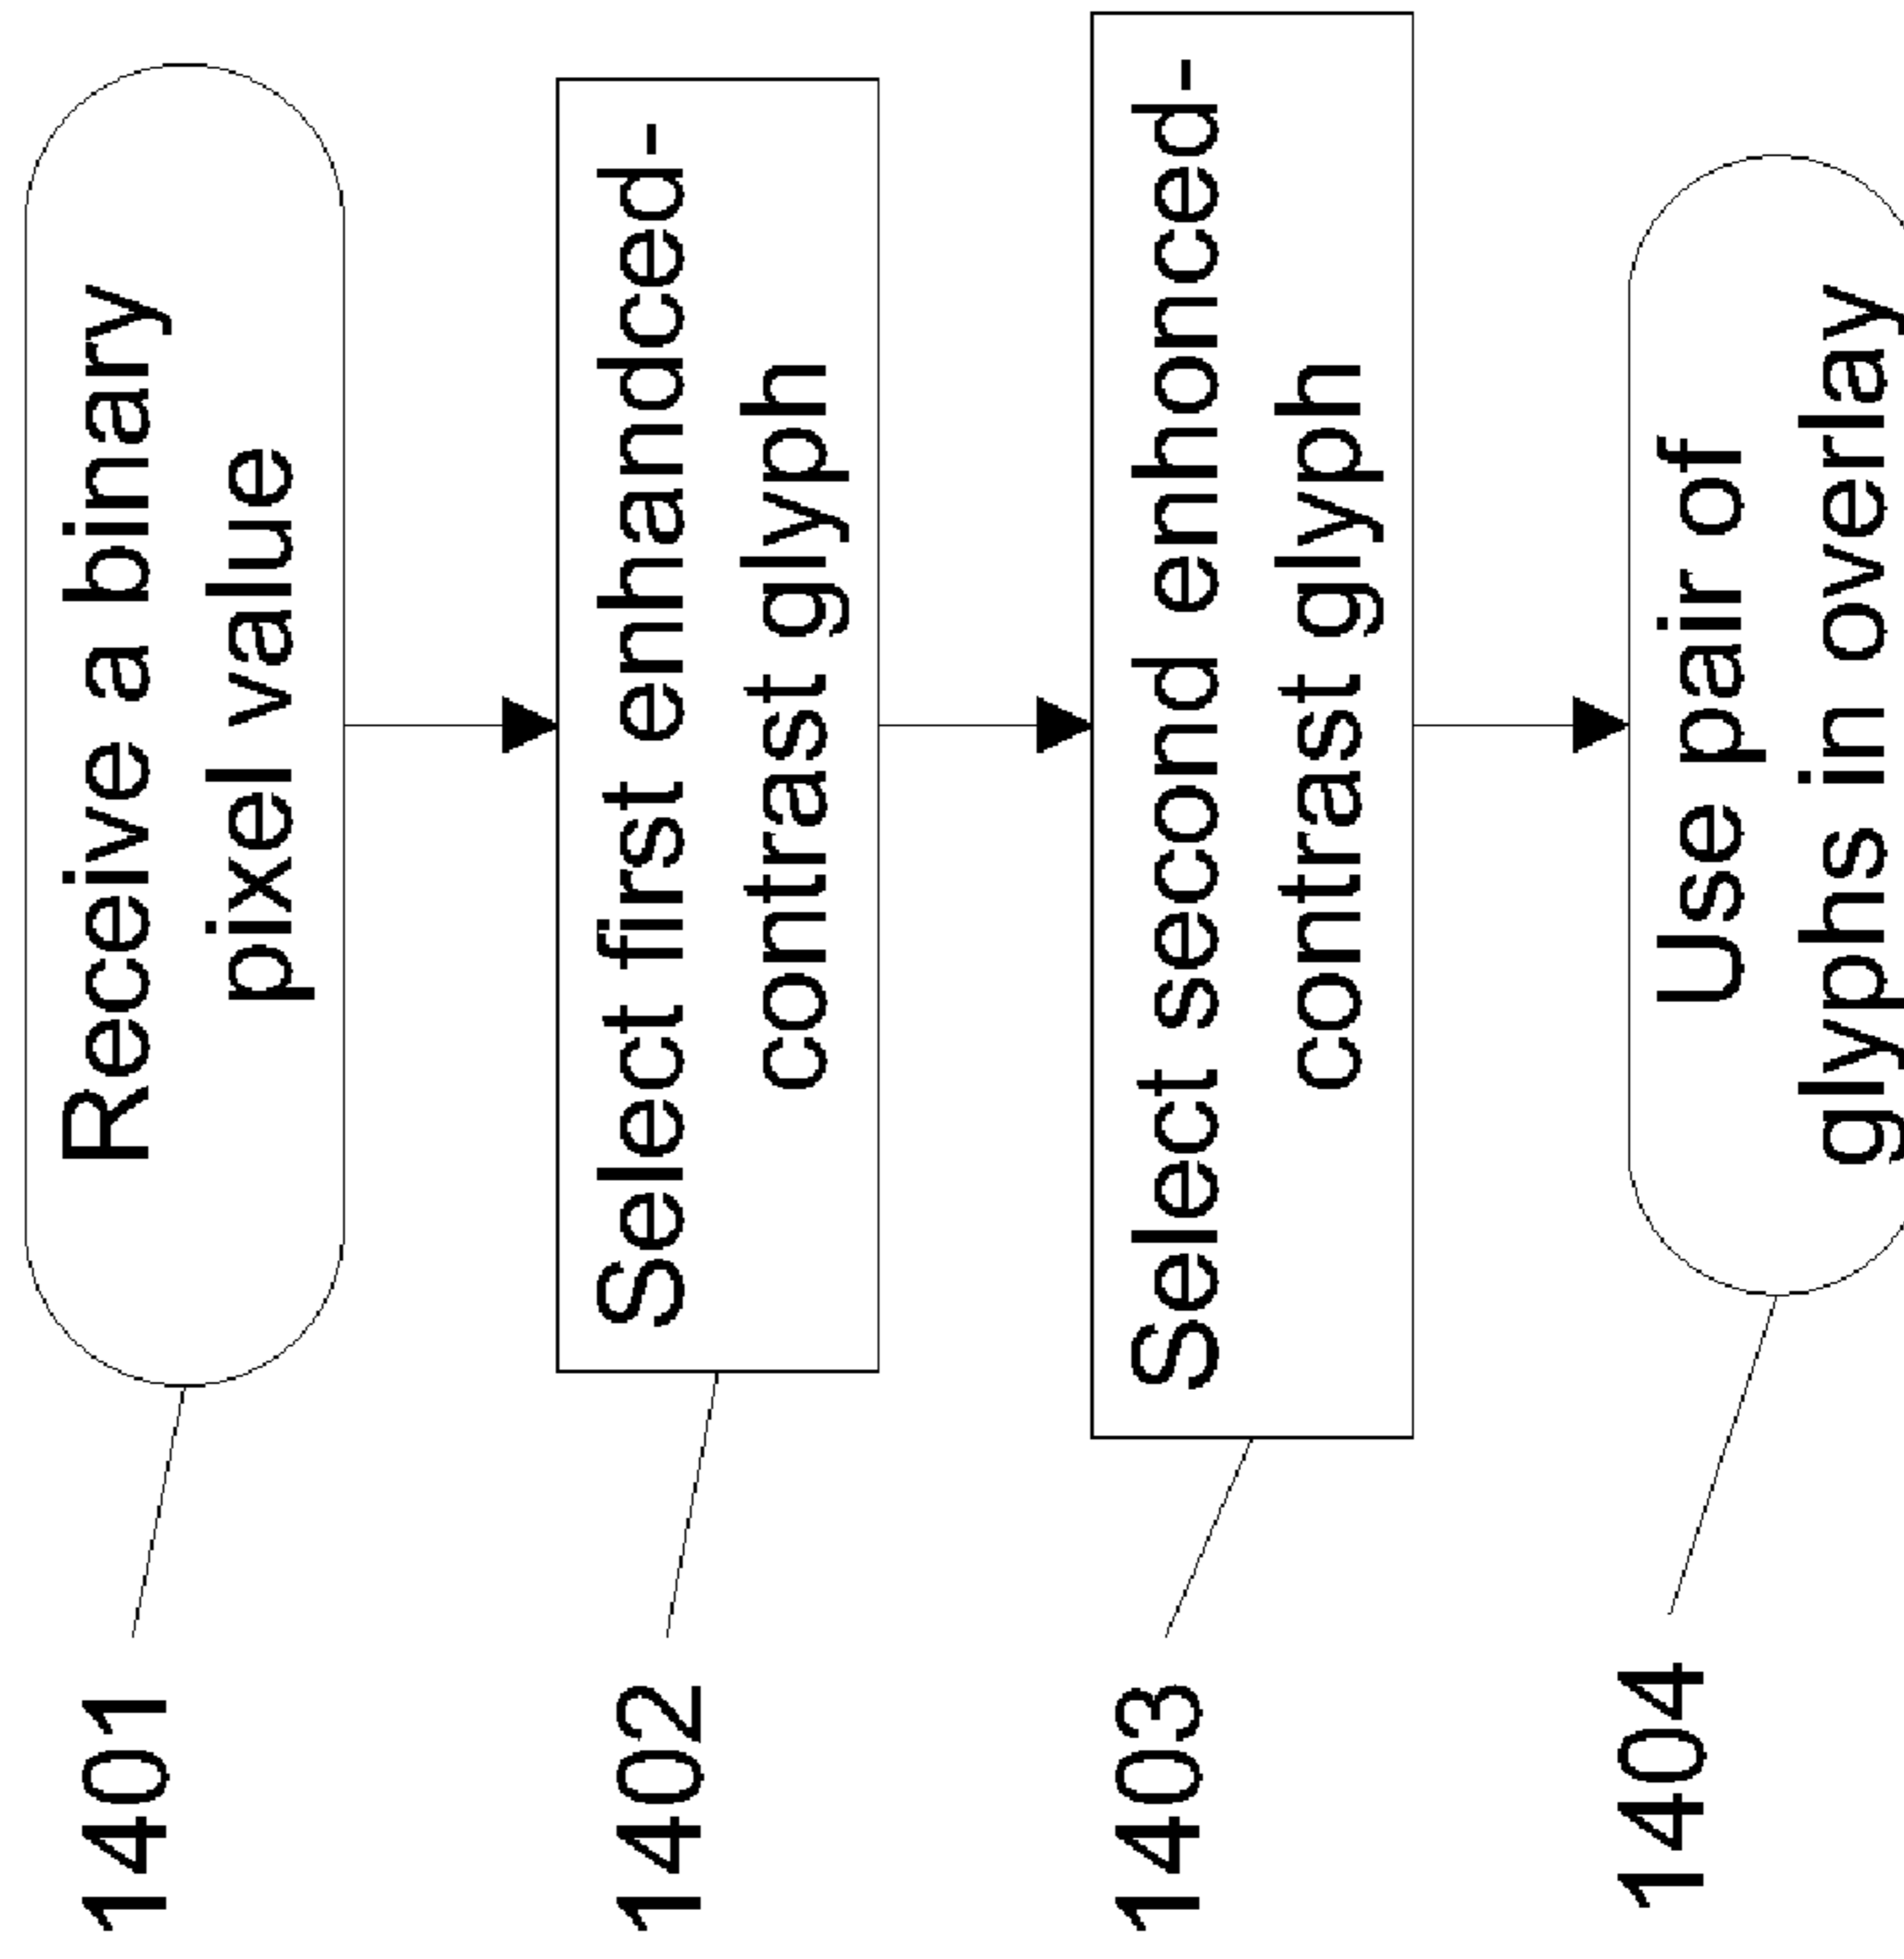 1401
Receive a binary
pixel value
1402
Select first enhandced-
contrast glyph
1403
Select second enhonced-
contrast glyph
1404
Use pair of
glyphs in overlay